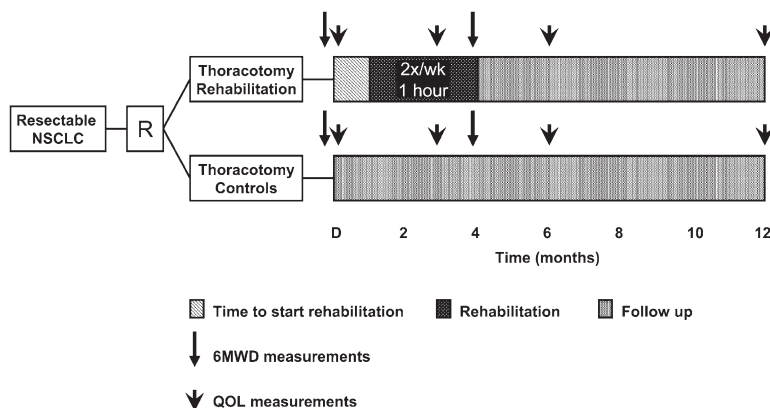 Thoracotomy
Rehabilitation
2x/wk
1 hour
Resectable
NSCLC
R
Thoracotomy
Controls
D 2 4 6 8 10 12
Time (months)
Time to start rehabilitation Rehabilitation Follow up
6MWD measurements
QOL measurements